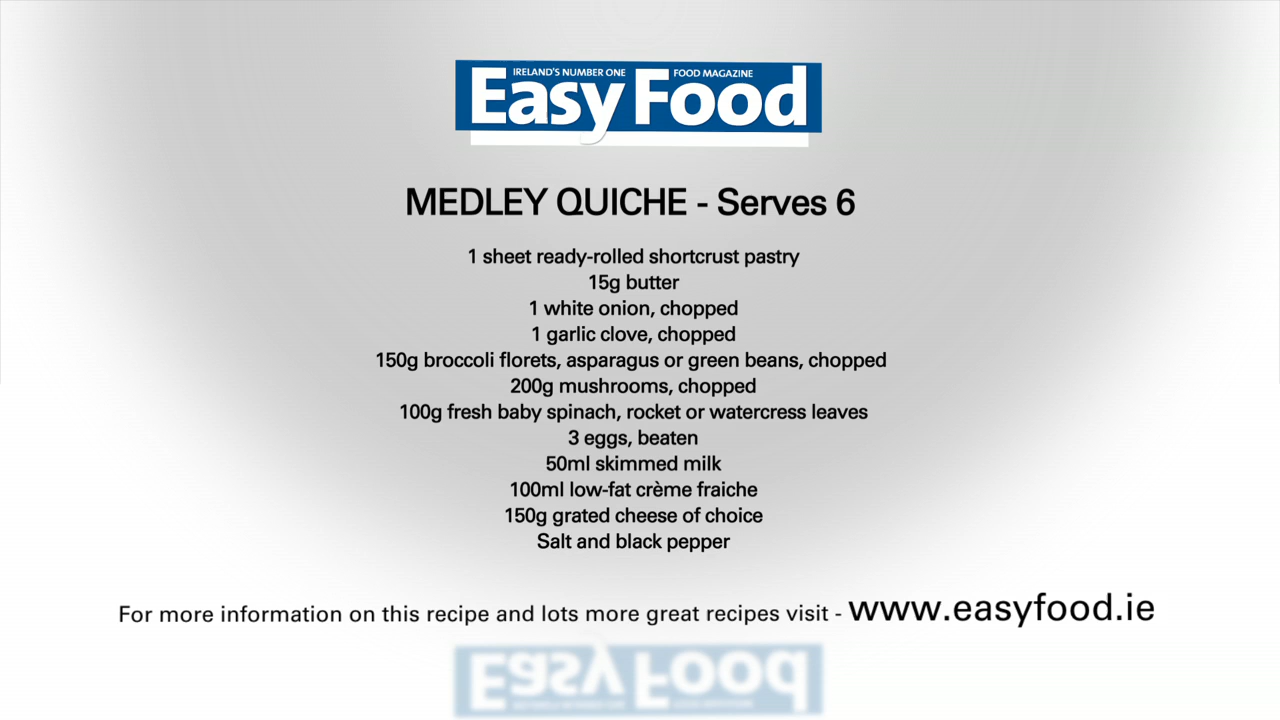 IRELAND'S NUMBER ONE FOOD MAGAZINE
Easy Food
MEDLEY QUICHE - Serves 6
1 sheet ready-rolled shortcrust pastry
15g butter
1 white onion, chopped
1 garlic clove, chopped
150g broccoli florets, asparagus or green beans, chopped
200g mushrooms, chopped
100g fresh baby spinach, rocket or watercress leaves
3 eggs, beaten
50ml skimmed milk
100ml low-fat crème fraiche
150g grated cheese of choice
Salt and black pepper
For more information on this recipe and lots more great recipes visit - www.easyfood.ie
Easy Food